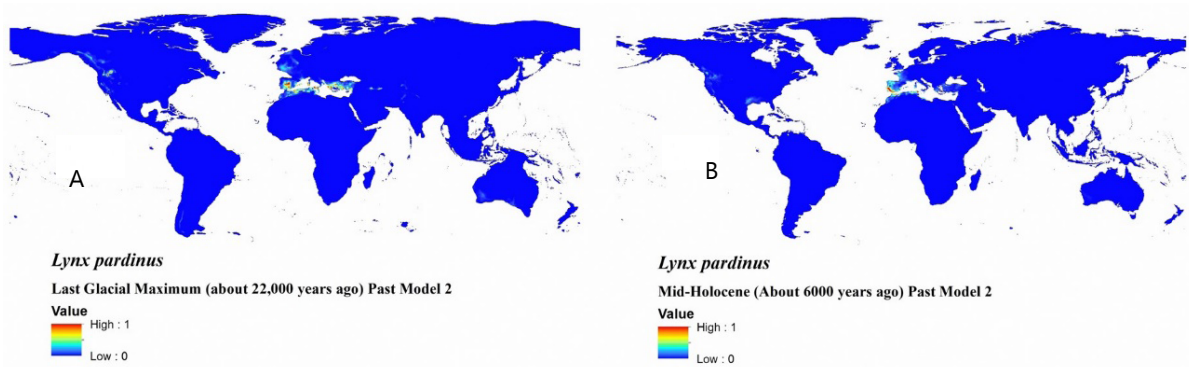 A
Lynx pardinus
Last Glacial Maximum (about 22,000 years ago) Past Model 2
Value
High : 1
Low : 0
B
Lynx pardinus
Mid-Holocene (About 6000 years ago) Past Model 2
Value
High : 1
Low : 0